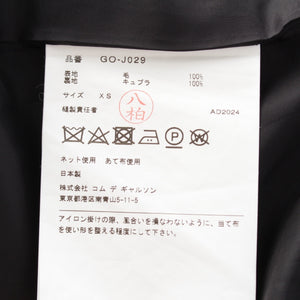 品番 GO-J029
表地 毛 100%
裏地 キュプラ 100%
サイズ XS
縫製責任者 八柏
AD2024
ネット使用 あて布使用
日本製
株式会社 コム デ ギャルソン
東京都港区南青山5-11-5
アイロン掛けの際、風合いを損なわないように、当て布
を使い形を整える程度にして下さい。